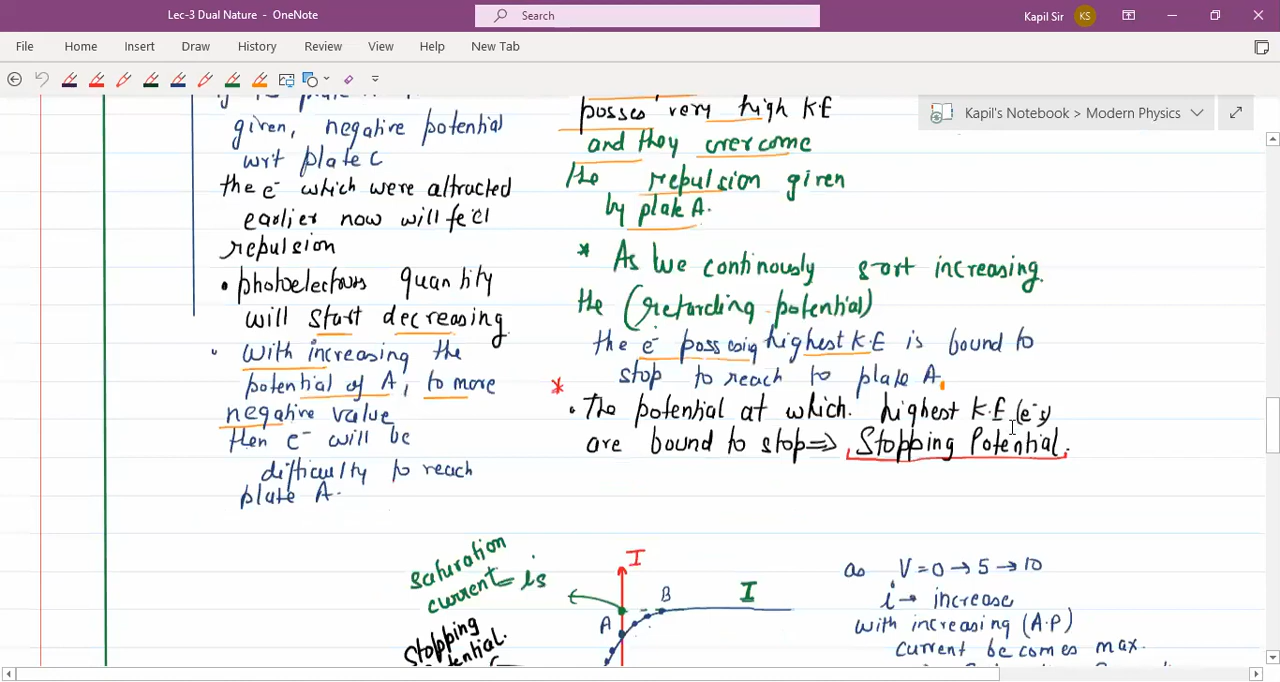 Lec-3 Dual Nature - OneNote
Search
Kapil Sir
KS
File Home Insert Draw History Review View Help New Tab
Kapil's Notebook > Modern Physics
given, negative potential
wrt plate C
the e⁻ which were attracted
earlier now will feel
repulsion
• photoelectrons quantity
will start decreasing
• With increasing the
potential of A, to more
negative value
then e⁻ will be
difficulty to reach
plate A.
posses very high K.E
and they overcome
the repulsion given
by plate A.
* As we continously start increasing
the (retarding potential)
the e⁻ possesing highest K.E is bound to
stop to reach to plate A.
* • The potential at which highest K.E (e⁻s)
are bound to stop ⇒ Stopping Potential.
saturation
current - is
Stopping
I
A
B
I
as V = 0 → 5 → 10
i → increase
with increasing (A.P)
current becomes max.